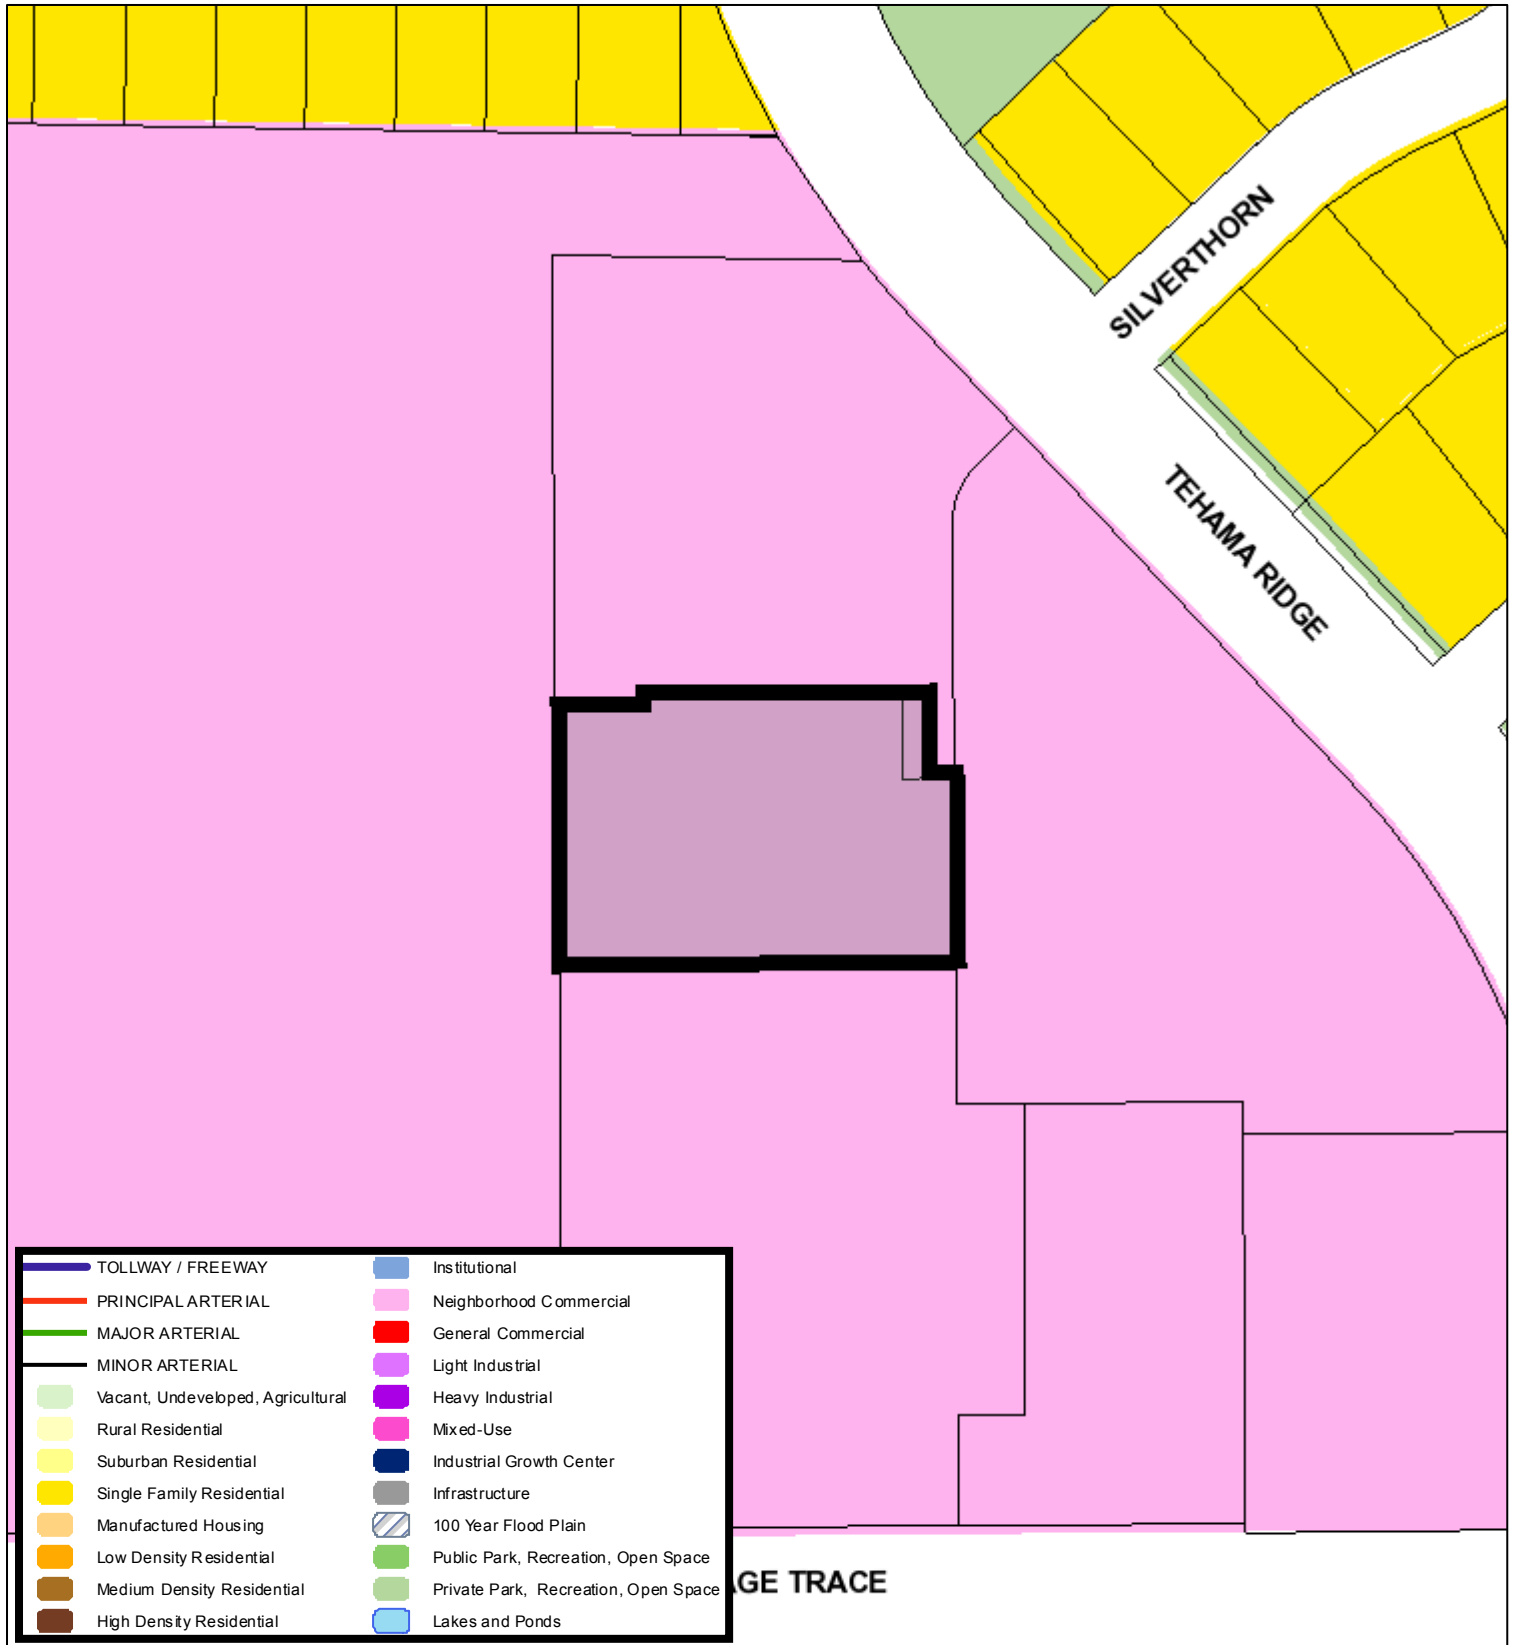 SILVERTHORN
TEHAMA RIDGE
TOLLWAY / FREEWAY
PRINCIPAL ARTERIAL
MAJOR ARTERIAL
MINOR ARTERIAL
Vacant, Undeveloped, Agricultural
Rural Residential
Suburban Residential
Single Family Residential
Manufactured Housing
Low Density Residential
Medium Density Residential
High Density Residential
Institutional
Neighborhood Commercial
General Commercial
Light Industrial
Heavy Industrial
Mixed-Use
Industrial Growth Center
Infrastructure
100 Year Flood Plain
Public Park, Recreation, Open Space
Private Park, Recreation, Open Space
Lakes and Ponds
AGE TRACE